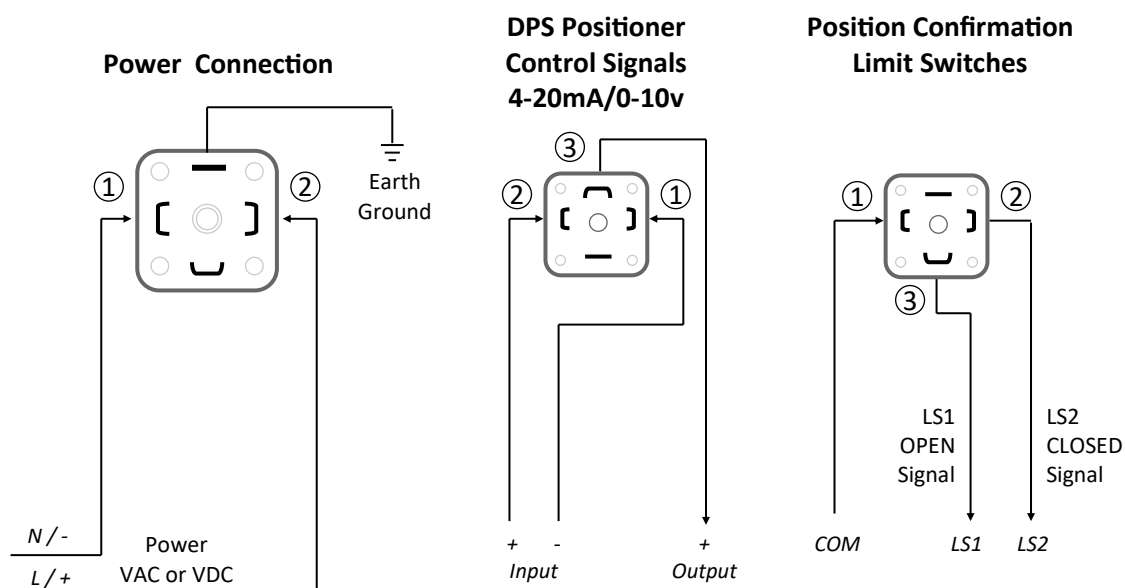 Power Connection
①
②
Earth
Ground
N / -
L / +
Power
VAC or VDC
DPS Positioner
Control Signals
4-20mA/0-10v
③
②
①
+
-
+
Input
Output
Position Confirmation
Limit Switches
①
②
③
LS1
OPEN
Signal
LS2
CLOSED
Signal
COM
LS1
LS2